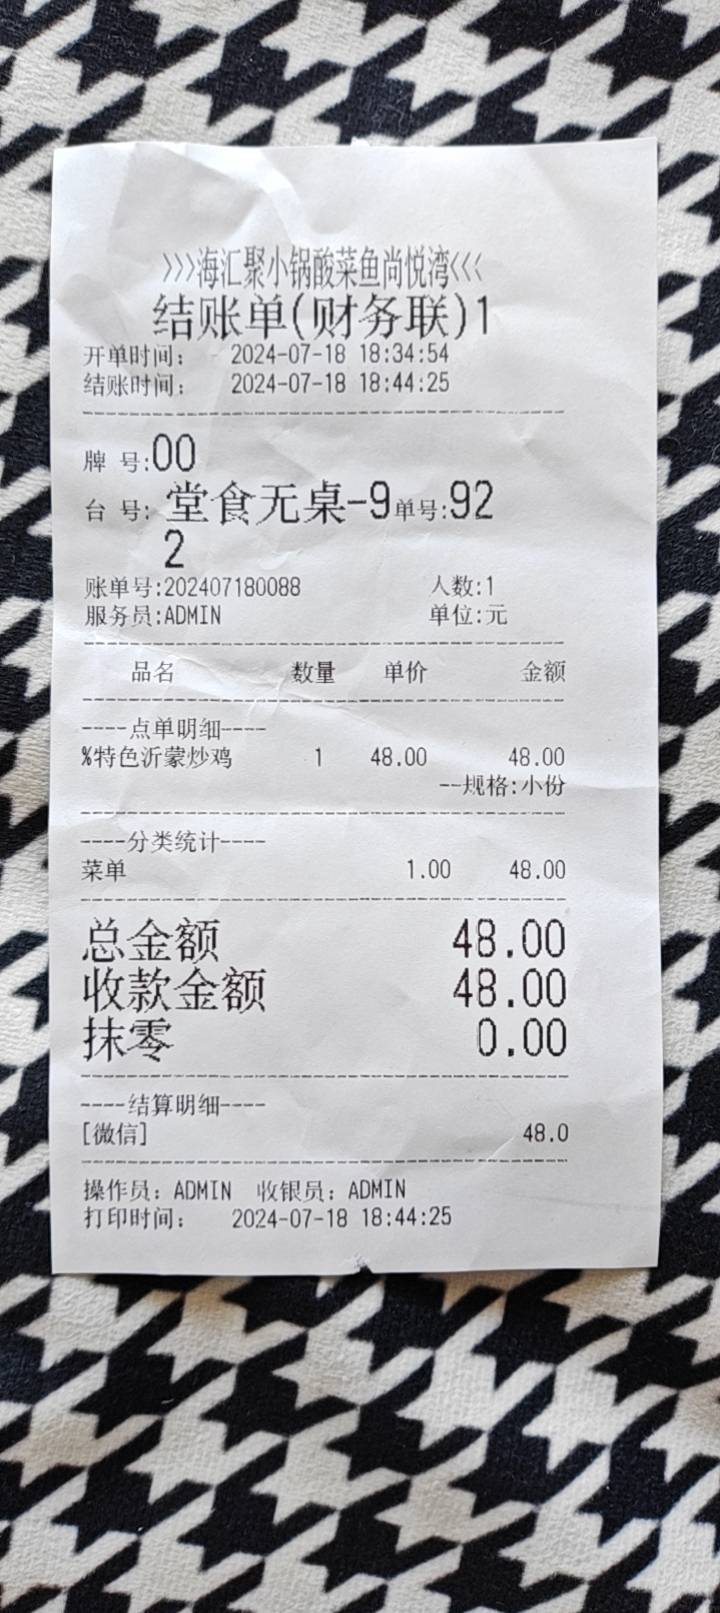 >>>海汇聚小锅酸菜鱼尚悦湾<<<
结账单(财务联)1
开单时间: 2024-07-18 18:34:54
结账时间: 2024-07-18 18:44:25
牌 号:00
台 号: 堂食无桌-9单号:92
2
账单号:202407180088 人数:1
服务员:ADMIN 单位:元
品名 数量 单价 金额
----点单明细----
%特色沂蒙炒鸡 1 48.00 48.00
--规格:小份
----分类统计----
菜单 1.00 48.00
总金额 48.00
收款金额 48.00
抹零 0.00
----结算明细----
[微信] 48.0
操作员: ADMIN 收银员: ADMIN
打印时间: 2024-07-18 18:44:25